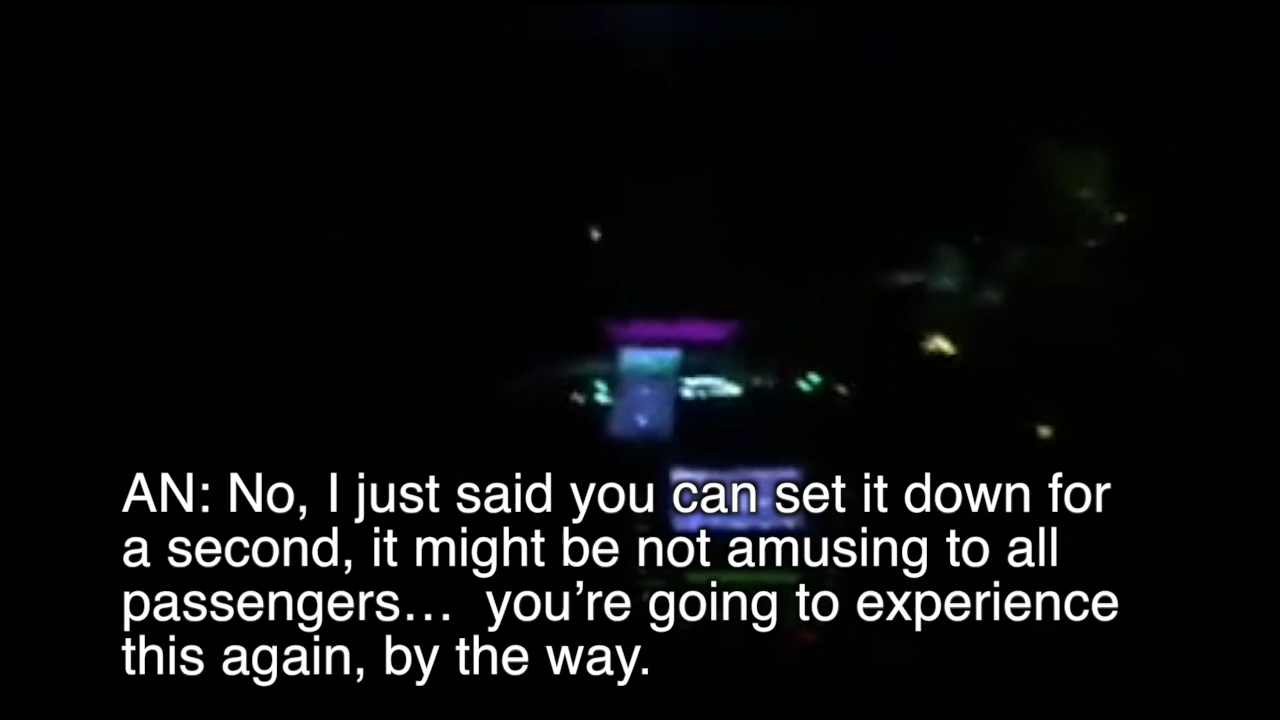 AN: No, I just said you can set it down for
a second, it might be not amusing to all
passengers…  you’re going to experience
this again, by the way.